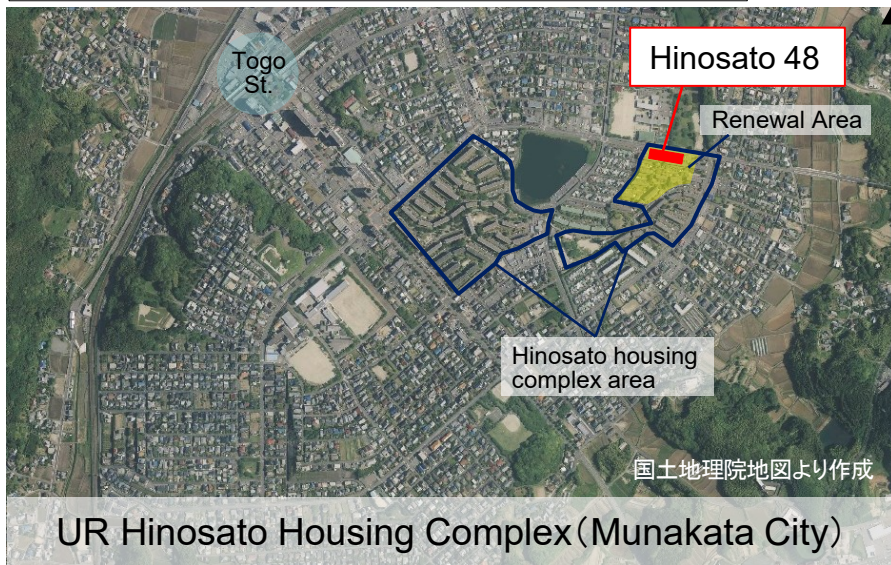 Togo
St.
Hinosato 48
Renewal Area
Hinosato housing
complex area
国土地理院地図より作成
UR Hinosato Housing Complex（Munakata City）